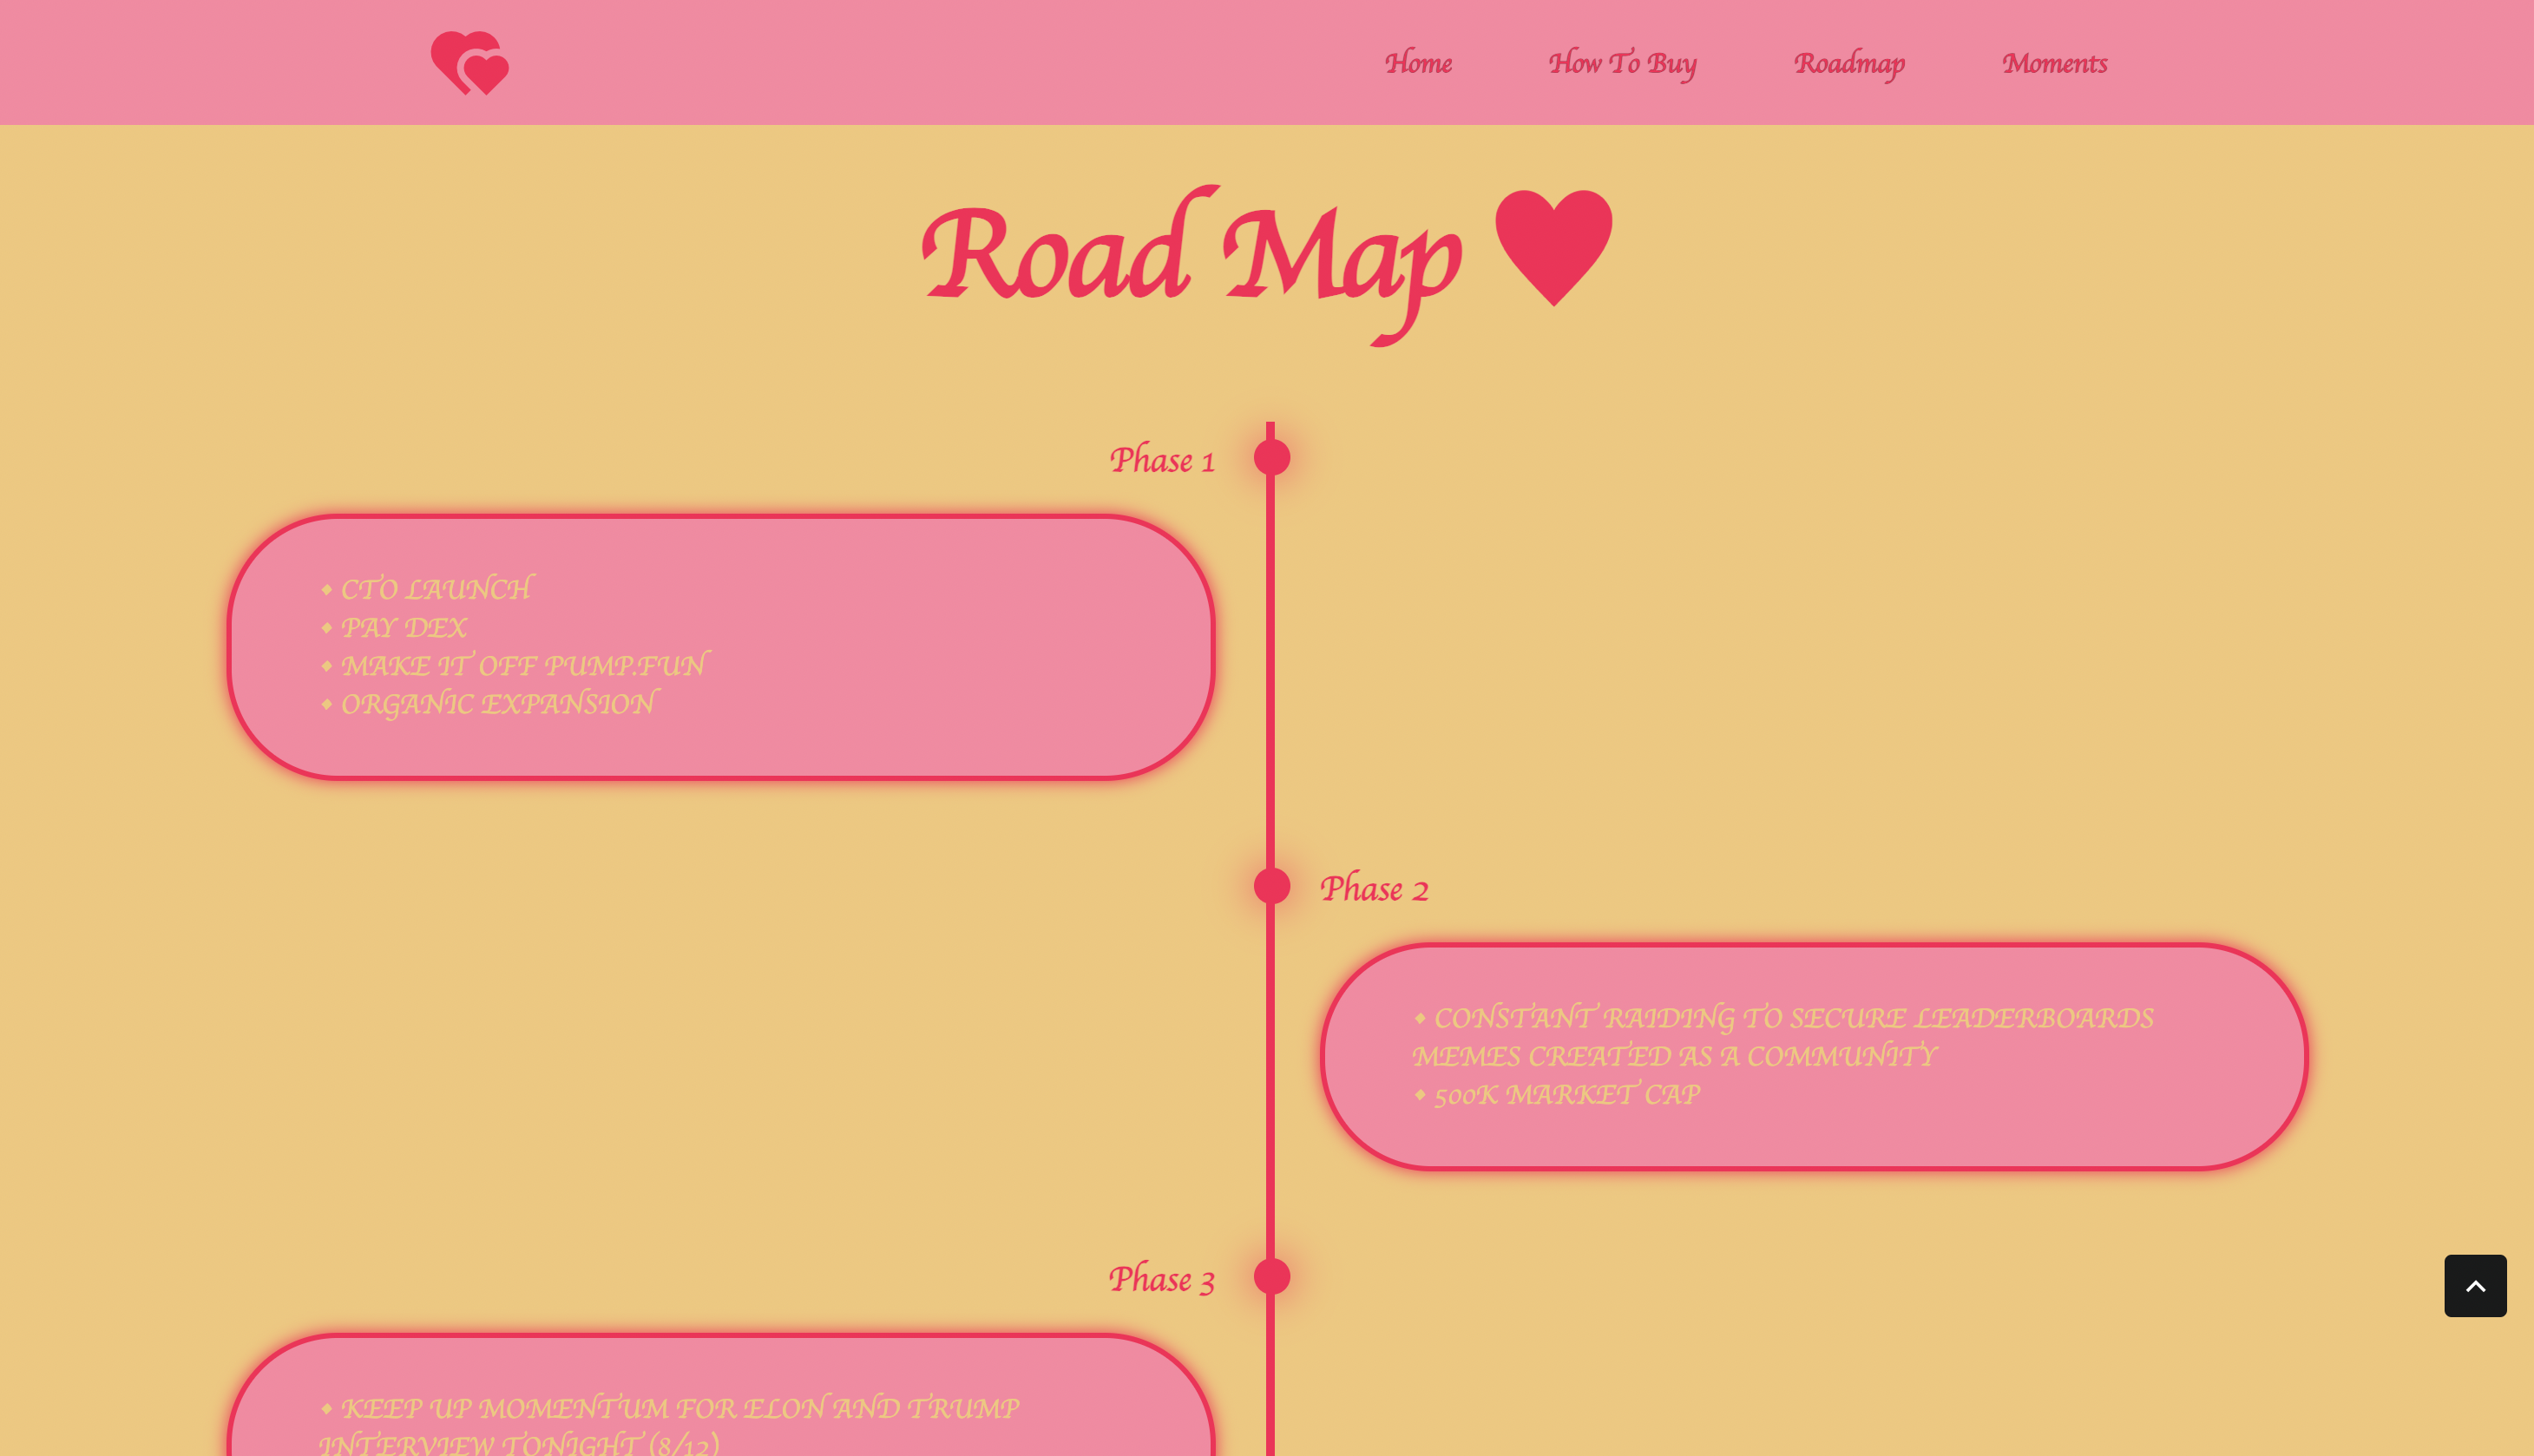 Home How To Buy Roadmap Moments
Road Map
Phase 1
• CTO LAUNCH
• PAY DEX
• MAKE IT OFF PUMP.FUN
• ORGANIC EXPANSION
Phase 2
• CONSTANT RAIDING TO SECURE LEADERBOARDS
MEMES CREATED AS A COMMUNITY
• 500K MARKET CAP
Phase 3
• KEEP UP MOMENTUM FOR ELON AND TRUMP
INTERVIEW TONIGHT (8/12)